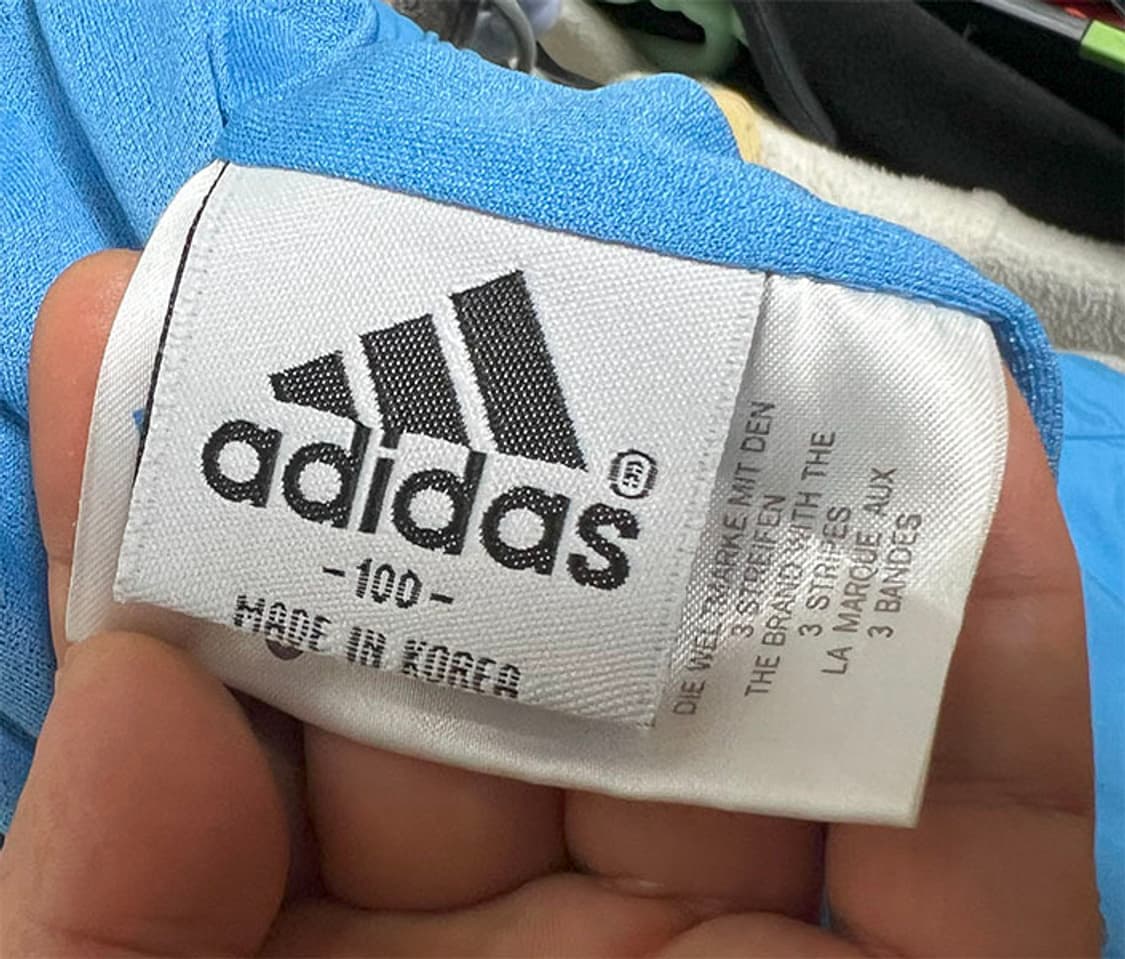 adidas®
-100-
MADE IN KOREA
DIE WELTMARKE MIT DEN
3 STREIFEN
THE BRAND WITH THE
3 STRIPES
LA MARQUE AUX
3 BANDES